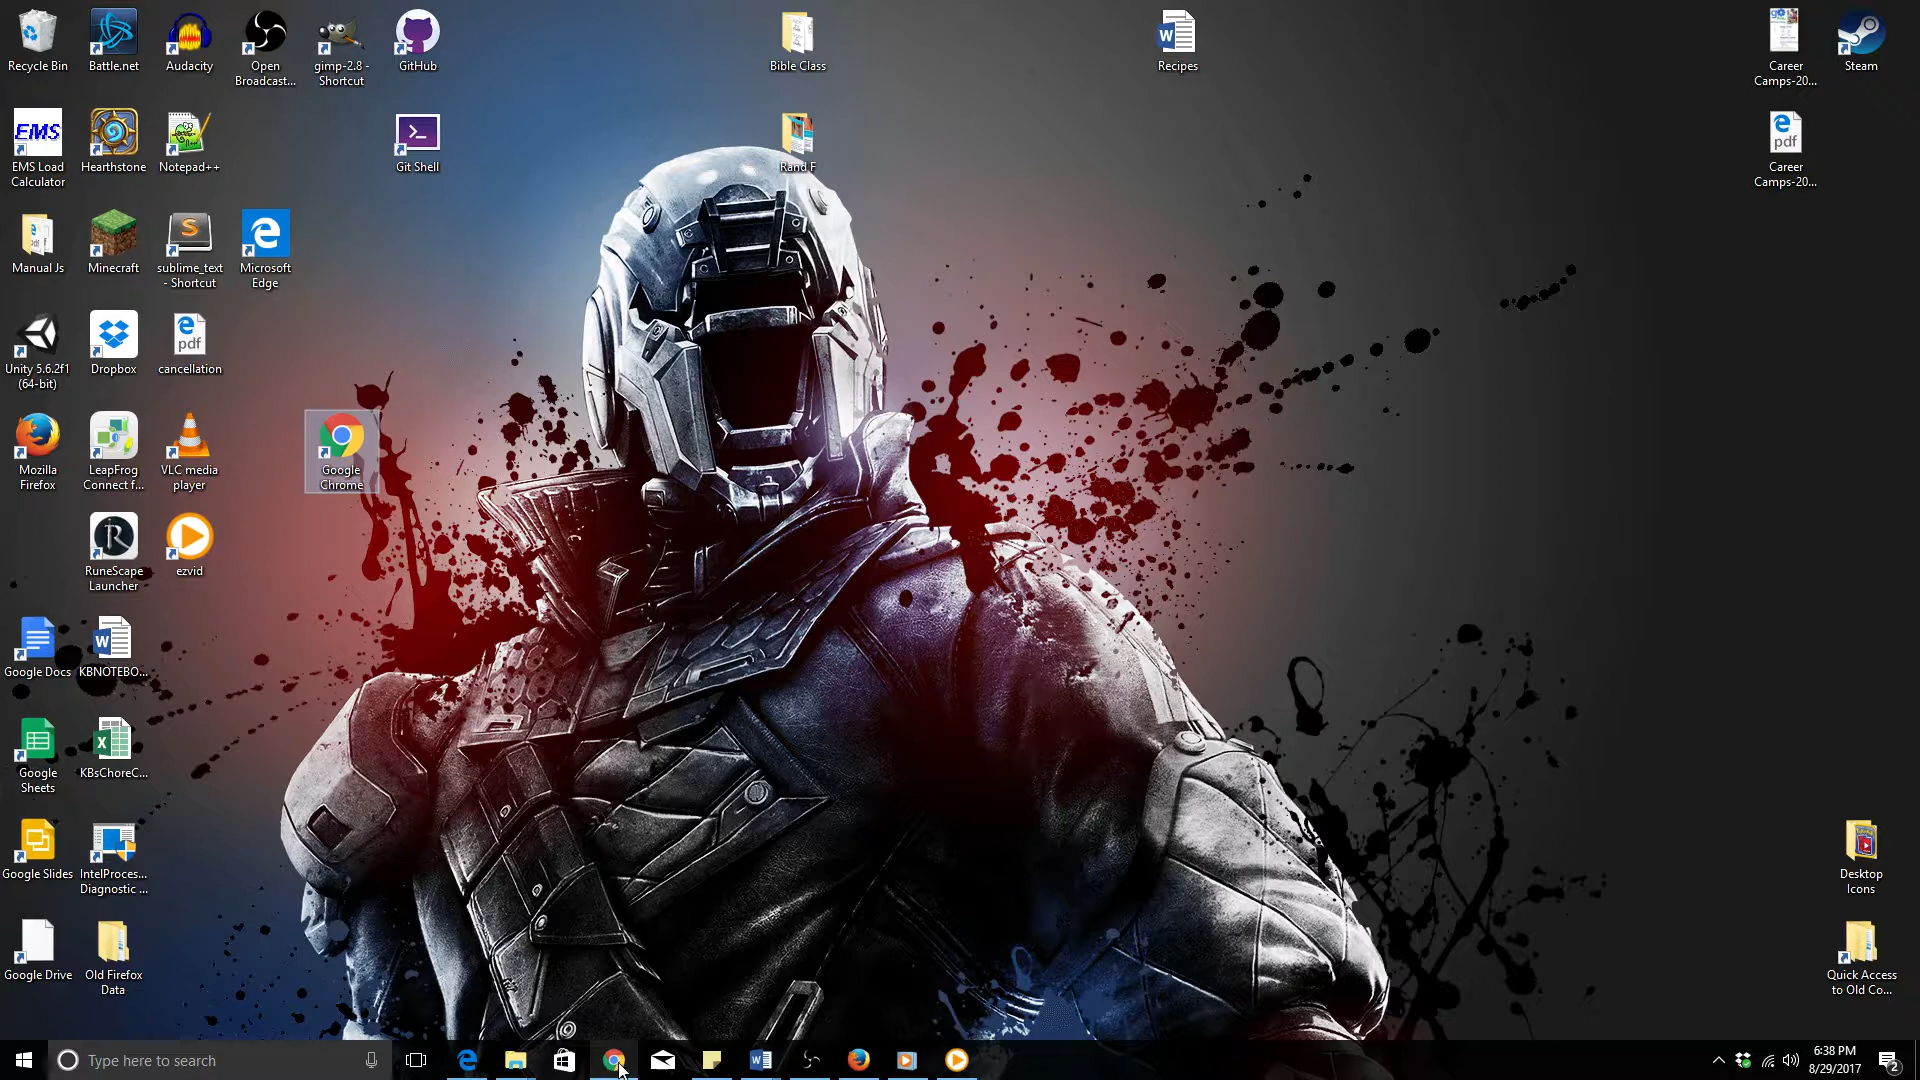 Recycle Bin
Battle.net
Audacity
Open
Broadcast...
gimp-2.8 -
Shortcut
GitHub
Bible Class
Recipes
Career
Camps-20...
Steam
EMS
EMS Load
Calculator
Hearthstone
Notepad++
Git Shell
Rand F
pdf
Career
Camps-20...
Manual Js
Minecraft
sublime_text
- Shortcut
Microsoft
Edge
Unity 5.6.2f1
(64-bit)
Dropbox
pdf
cancellation
Mozilla
Firefox
LeapFrog
Connect f...
VLC media
player
Google
Chrome
RuneScape
Launcher
ezvid
Google Docs
KBNOTEBO...
Google
Sheets
KBsChoreC...
Google Slides
IntelProces...
Diagnostic ...
Desktop
Icons
Google Drive
Old Firefox
Data
Quick Access
to Old Co...
Type here to search
6:38 PM
8/29/2017
2